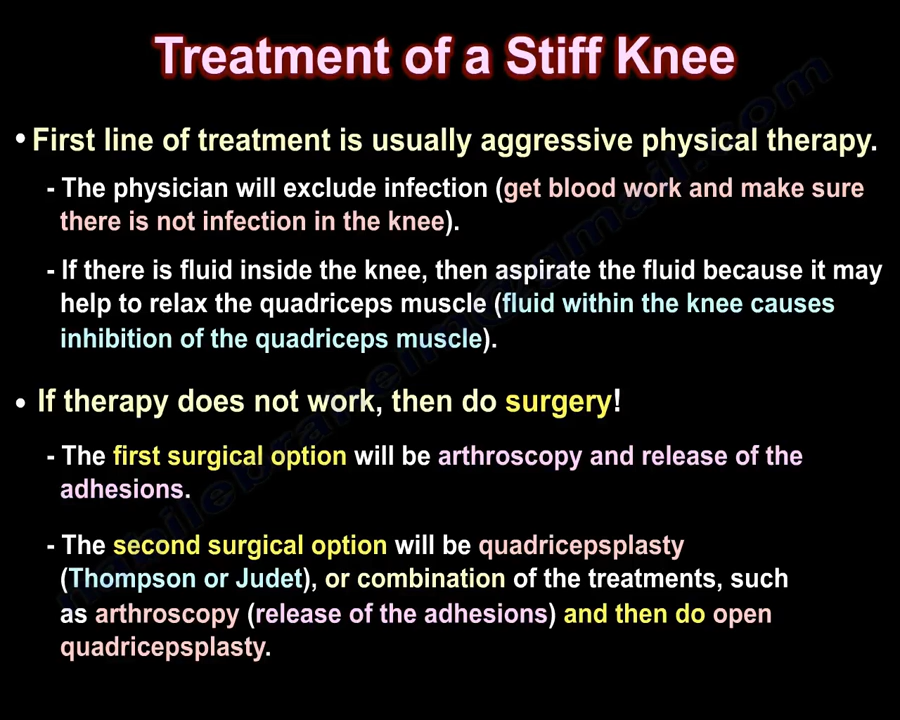 Treatment of a Stiff Knee
• First line of treatment is usually aggressive physical therapy.
- The physician will exclude infection (get blood work and make sure
there is not infection in the knee).
- If there is fluid inside the knee, then aspirate the fluid because it may
help to relax the quadriceps muscle (fluid within the knee causes
inhibition of the quadriceps muscle).
• If therapy does not work, then do surgery!
- The first surgical option will be arthroscopy and release of the
adhesions.
- The second surgical option will be quadricepsplasty
(Thompson or Judet), or combination of the treatments, such
as arthroscopy (release of the adhesions) and then do open
quadricepsplasty.